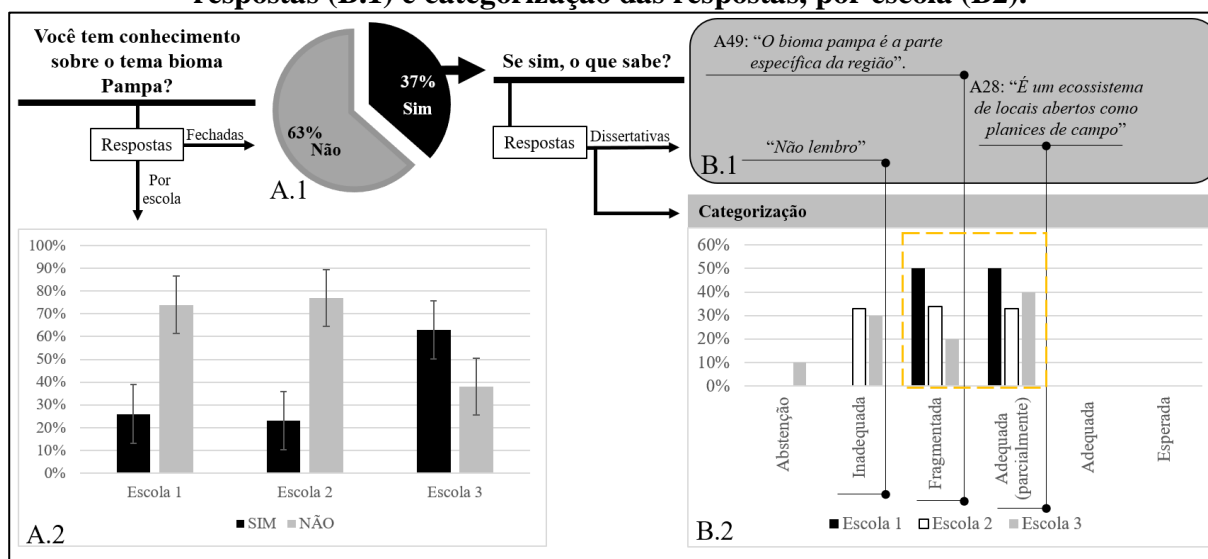 respostas (B.1) e categorização das respostas, por escola (B2).
Você tem conhecimento
sobre o tema bioma
Pampa?
Respostas
Fechadas
Por
escola
37%
Sim
63%
Não
A.1
Se sim, o que sabe?
Respostas
Dissertativas
A49: “O bioma pampa é a parte
específica da região”.
A28: “É um ecossistema
de locais abertos como
planices de campo”
“Não lembro”
B.1
100%
90%
80%
70%
60%
50%
40%
30%
20%
10%
0%
Escola 1
Escola 2
Escola 3
SIM
NÃO
A.2
Categorização
60%
50%
40%
30%
20%
10%
0%
Abstenção
Inadequada
Fragmentada
Adequada
(parcialmente)
Adequada
Esperada
Escola 1
Escola 2
Escola 3
B.2